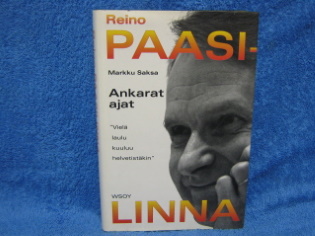 Reino
PAASI-
Markku Saksa
Ankarat
ajat
"Vielä
laulu
kuuluu
helvetistäkin"
WSOY
LINNA